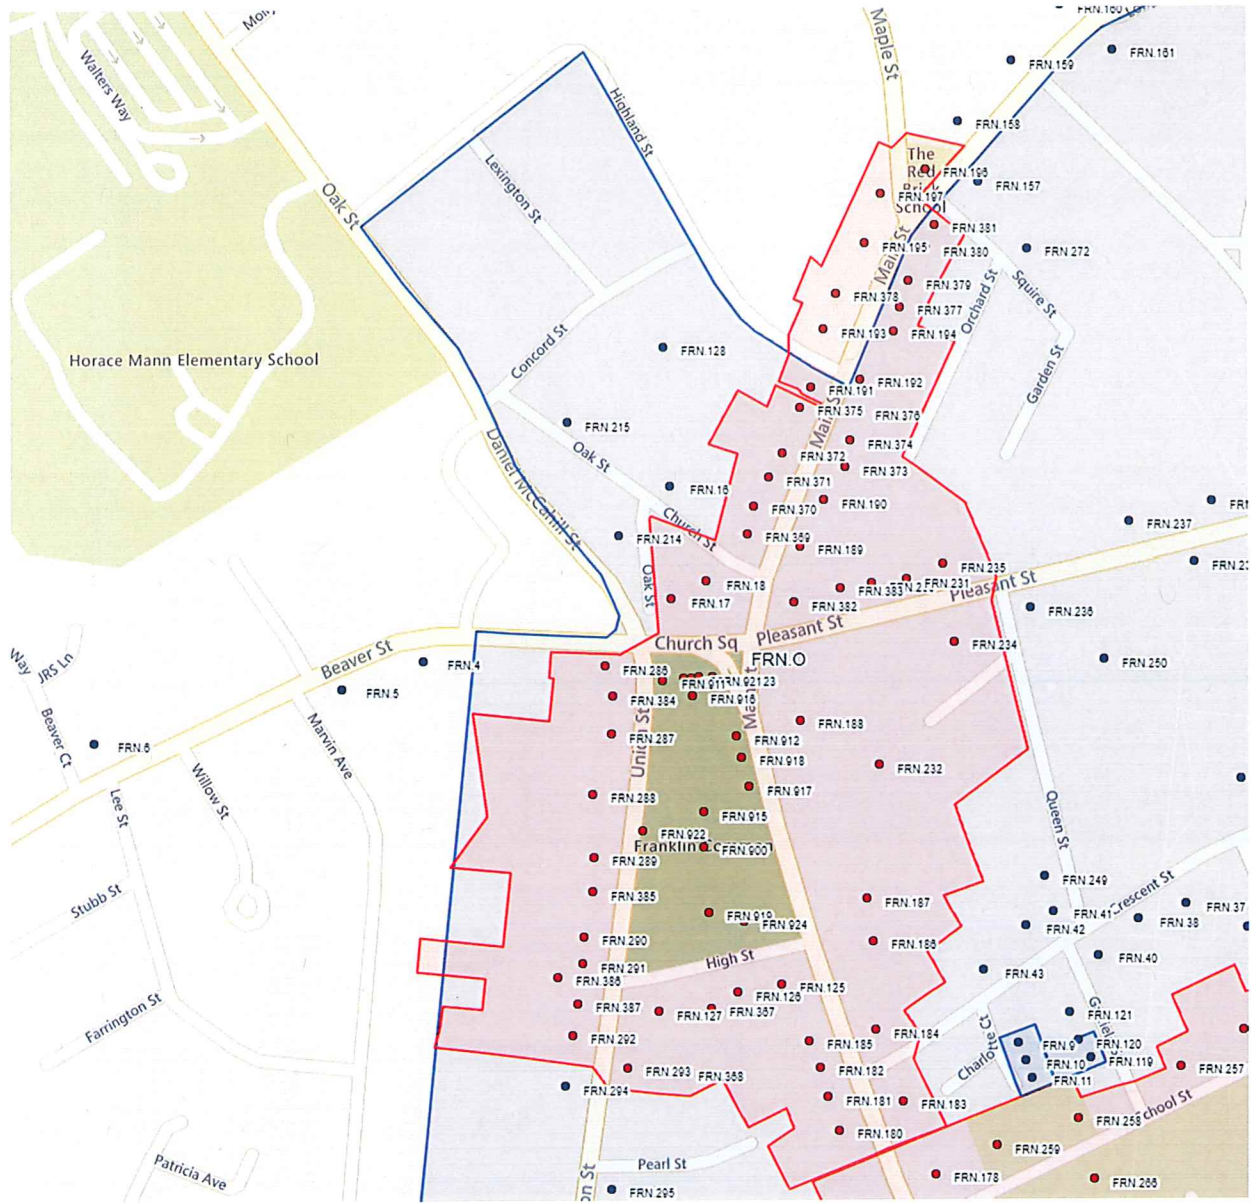 FRN.160
FRN.161
FRN.159
Maple St
Walters Way
Highland St
FRN.158
The
Red
Brick
School
FRN.196
FRN.157
Lexington St
FRN.197
Oak St
FRN.381
FRN.195
FRN.380
FRN.272
Main St
FRN.379
FRN.378
FRN.377
Squire St
Orchard St
FRN.193
FRN.194
Concord St
FRN.128
Horace Mann Elementary School
Garden St
FRN.192
FRN.191
FRN.375
FRN.376
Main St
FRN.215
FRN.374
Oak St
FRN.372
FRN.373
FRN.371
Daniel McCahill St
FRN.16
FRN.370
FRN.190
Church St
FRN.237
FRN.214
FRN.369
FRN.189
FRN.235
Oak St
FRN.18
FRN.231
FRN.383
Pleasant St
FRN.17
FRN.382
FRN.236
Pleasant St
Church Sq
FRN.234
Way
JRS Ln
Beaver St
FRN.4
FRN.O
FRN.250
FRN.286
FRN.911
FRN.92123
FRN.5
FRN.384
FRN.916
Beaver Ct
Marvin Ave
Union St
FRN.188
FRN.287
FRN.912
FRN.6
FRN.918
FRN.232
Willow St
FRN.917
Lee St
FRN.288
FRN.915
Queen St
FRN.922
Franklin Common
FRN.900
FRN.289
FRN.249
Stubb St
FRN.385
FRN.187
Crescent St
FRN.37
FRN.41
FRN.919
FRN.38
FRN.924
FRN.42
FRN.290
FRN.186
High St
FRN.40
FRN.291
FRN.43
FRN.386
FRN.125
FRN.126
Farrington St
FRN.387
FRN.127
FRN.367
FRN.121
FRN.184
FRN.292
FRN.185
FRN.9
FRN.120
Charlotte Ct
FRN.10
FRN.119
FRN.293
FRN.368
FRN.182
FRN.257
FRN.11
FRN.294
FRN.181
FRN.183
School St
FRN.258
FRN.180
FRN.259
Patricia Ave
Pearl St
FRN.178
FRN.266
FRN.295